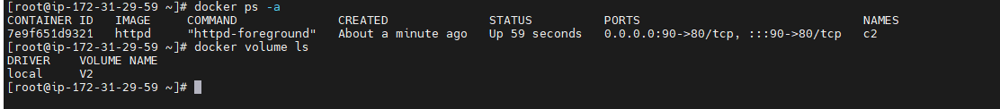 [root@ip-172-31-29-59 ~]# docker ps -a
CONTAINER ID   IMAGE     COMMAND              CREATED              STATUS          PORTS                               NAMES
7e9f651d9321   httpd     "httpd-foreground"   About a minute ago   Up 59 seconds   0.0.0.0:90->80/tcp, :::90->80/tcp   c2
[root@ip-172-31-29-59 ~]# docker volume ls
DRIVER    VOLUME NAME
local     V2
[root@ip-172-31-29-59 ~]#